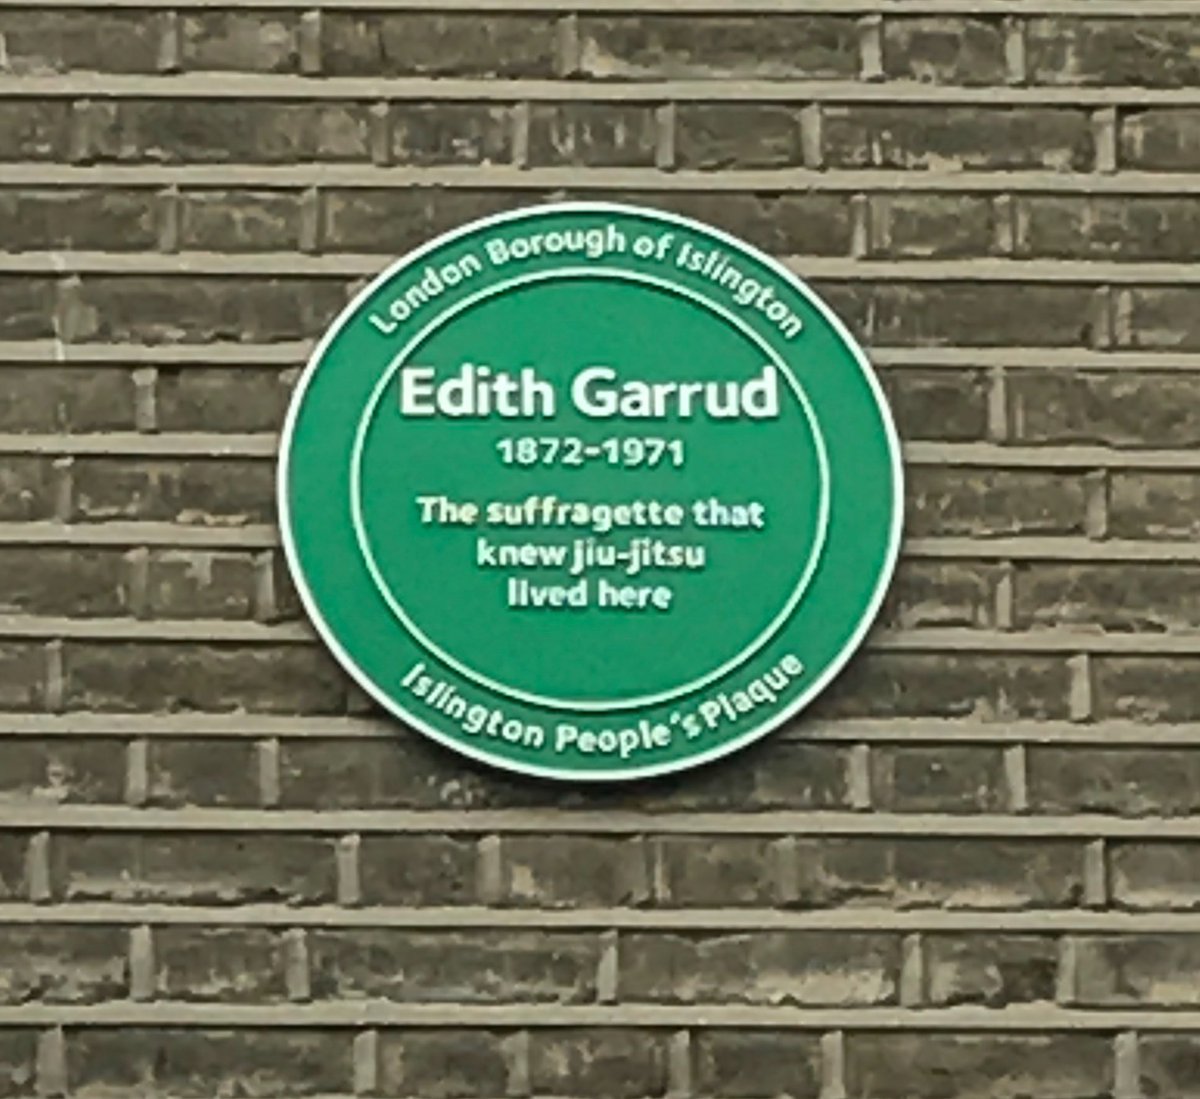 London Borough of Islington
Edith Garrud
1872-1971
The suffragette that
knew jiu-jitsu
lived here
Islington People's Plaque